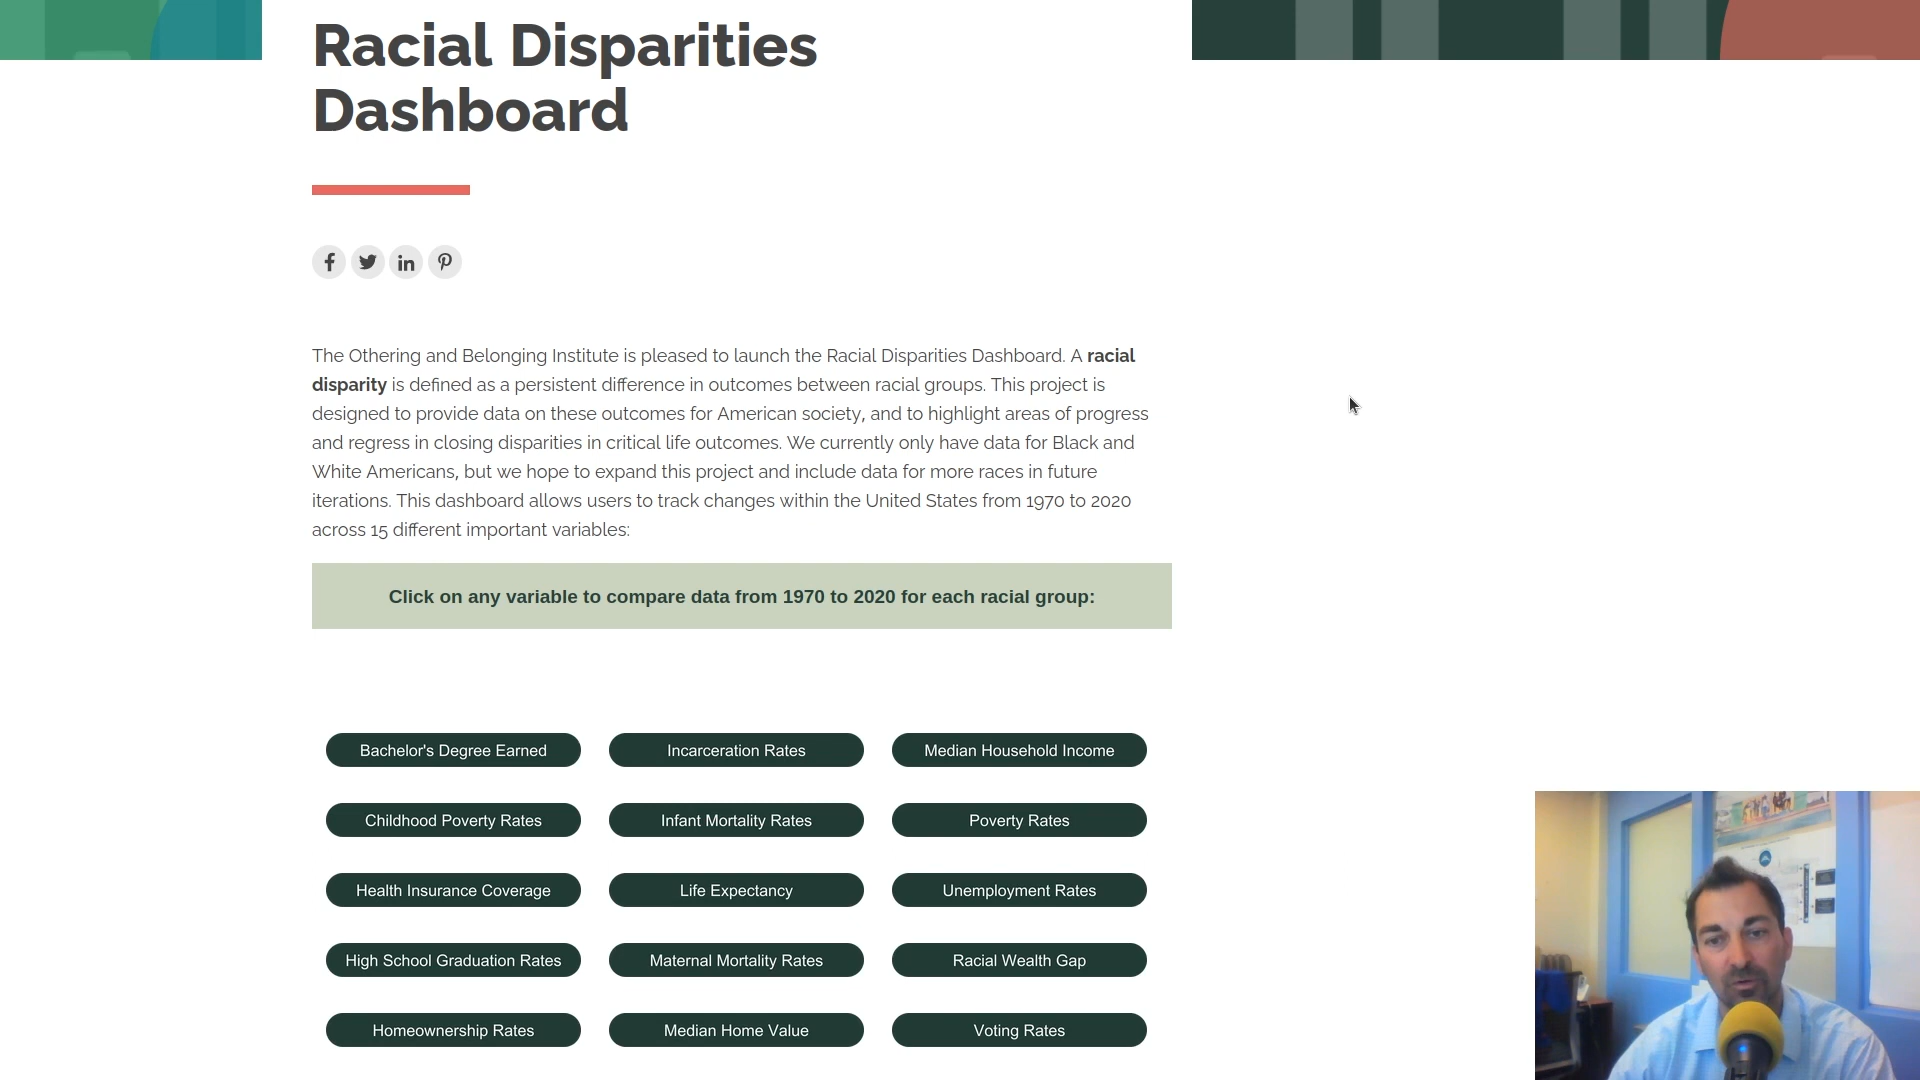 Racial Disparities
Dashboard
The Othering and Belonging Institute is pleased to launch the Racial Disparities Dashboard. A racial
disparity is defined as a persistent difference in outcomes between racial groups. This project is
designed to provide data on these outcomes for American society, and to highlight areas of progress
and regress in closing disparities in critical life outcomes. We currently only have data for Black and
White Americans, but we hope to expand this project and include data for more races in future
iterations. This dashboard allows users to track changes within the United States from 1970 to 2020
across 15 different important variables:
Click on any variable to compare data from 1970 to 2020 for each racial group:
Bachelor's Degree Earned
Incarceration Rates
Median Household Income
Childhood Poverty Rates
Infant Mortality Rates
Poverty Rates
Health Insurance Coverage
Life Expectancy
Unemployment Rates
High School Graduation Rates
Maternal Mortality Rates
Racial Wealth Gap
Homeownership Rates
Median Home Value
Voting Rates